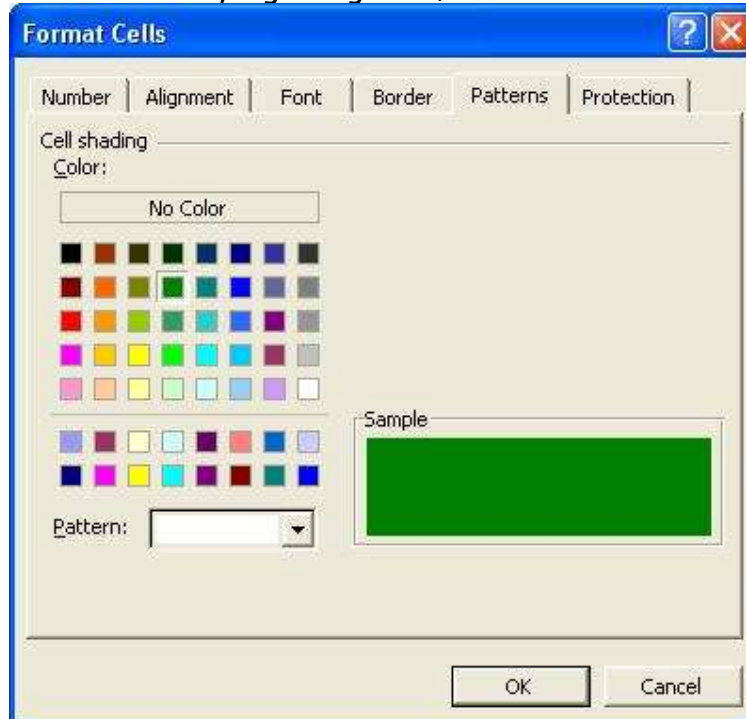 Format Cells
Number Alignment Font Border Patterns Protection
Cell shading
Color:
No Color
Sample
Pattern:
OK Cancel